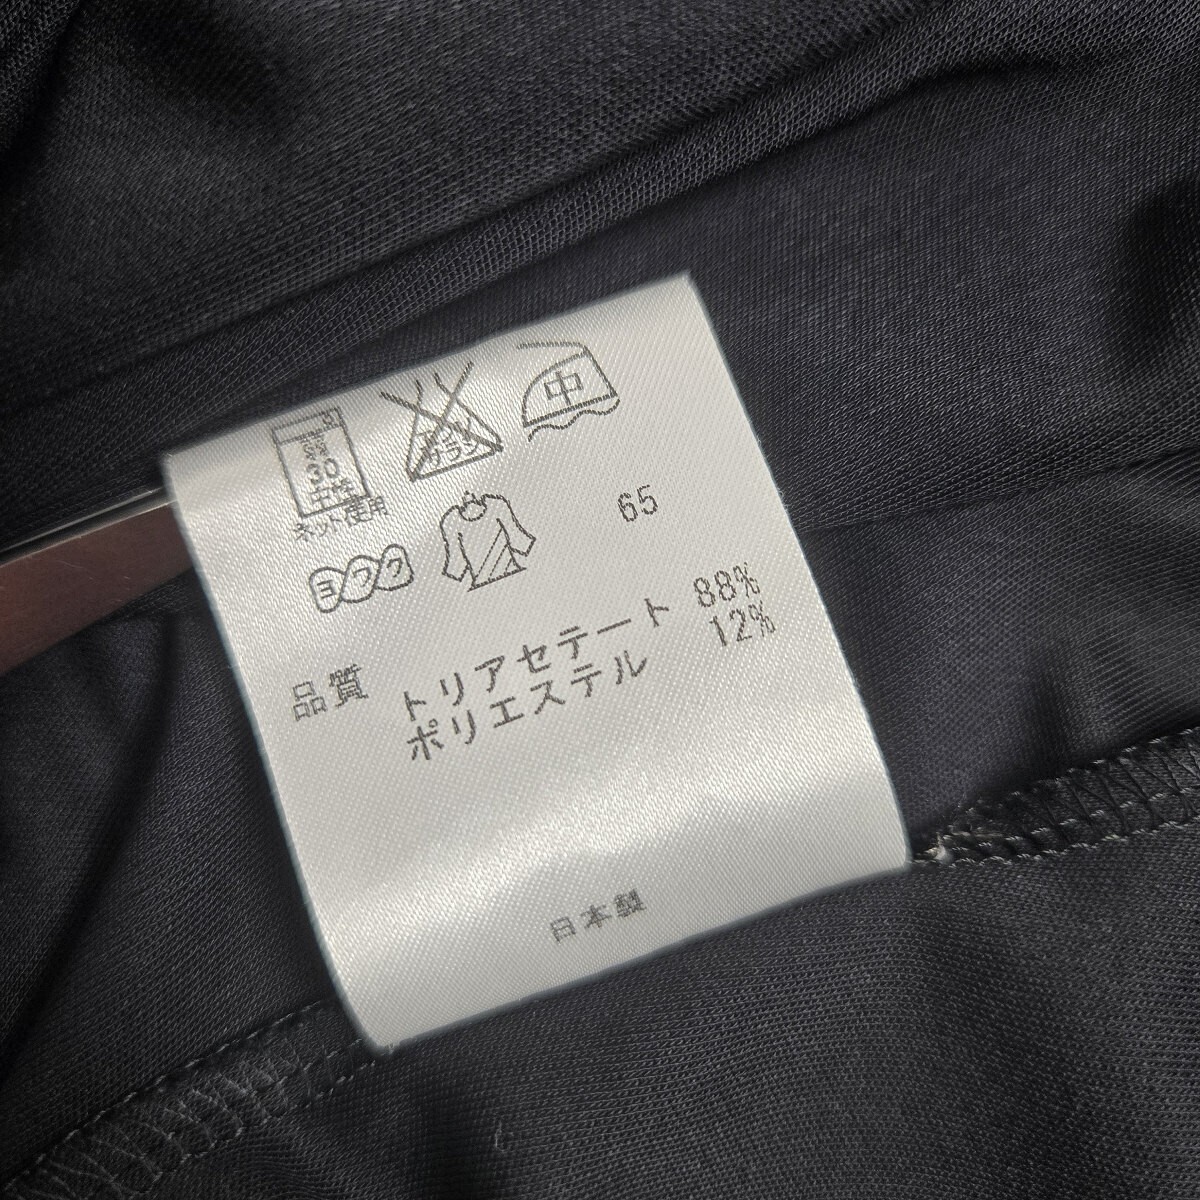 弱
30
中性
ネット使用
エンソ
サラシ
中
ヨワク
65
品質 トリアセテート 88%
ポリエステル 12%
日本製